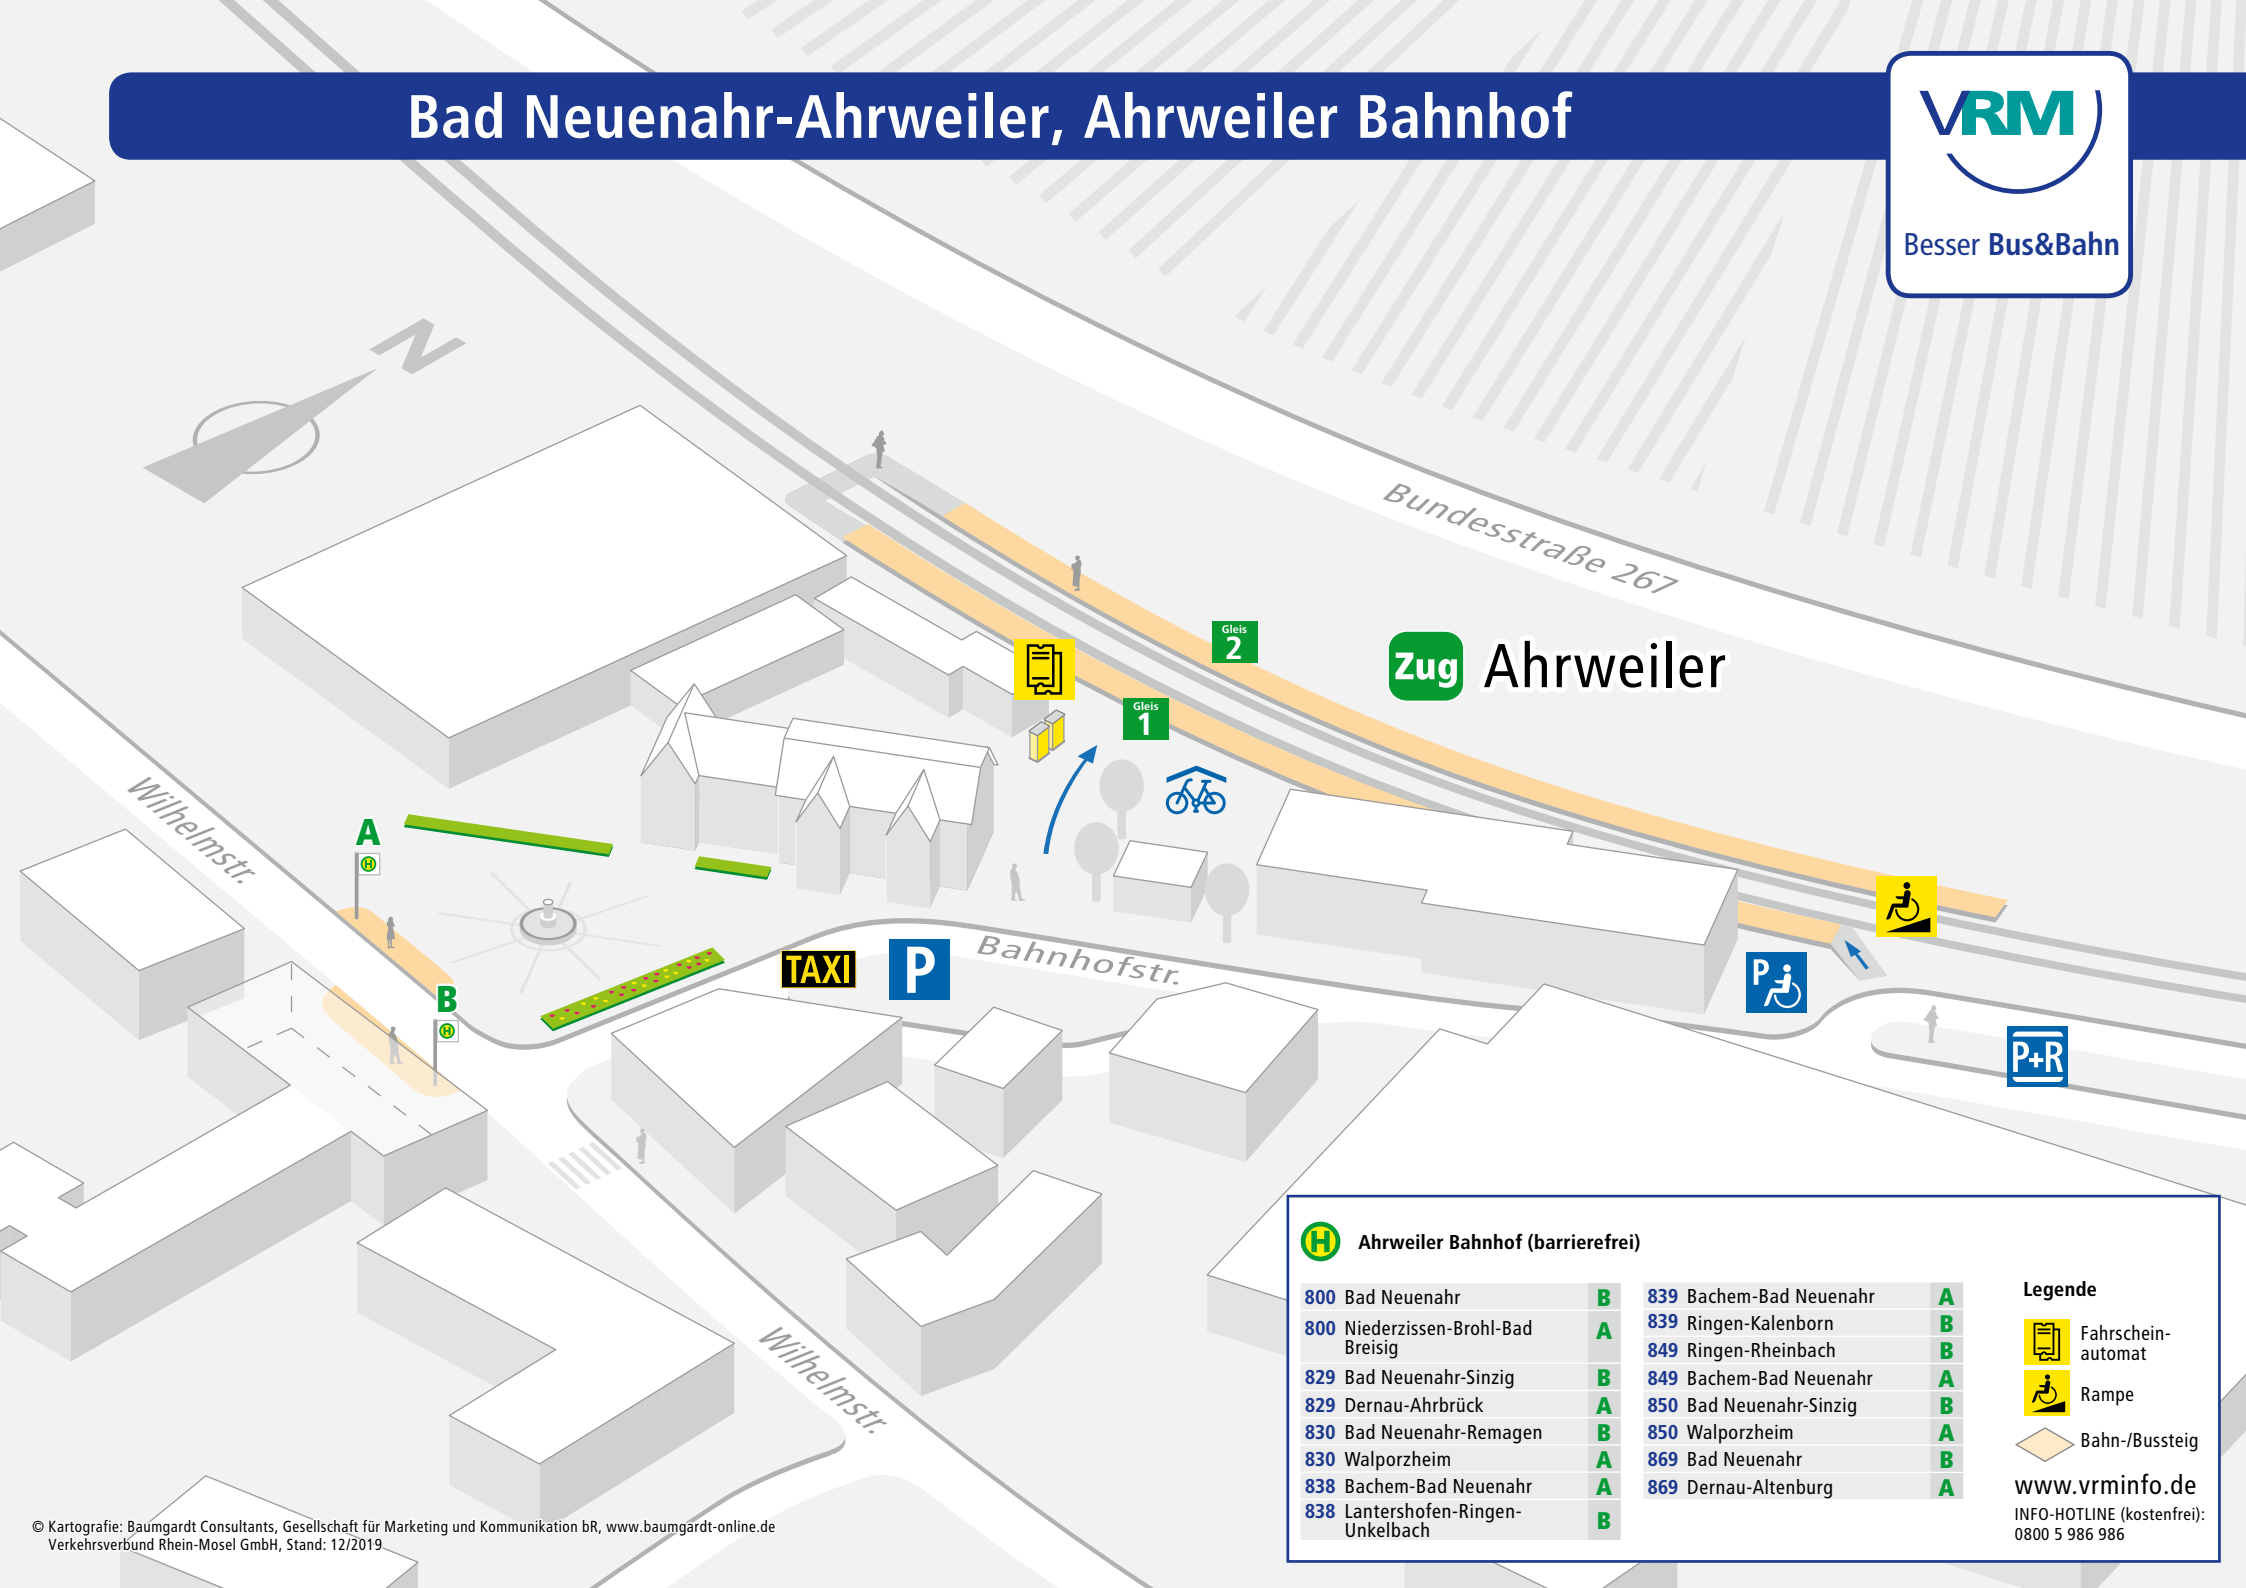 Bad Neuenahr-Ahrweiler, Ahrweiler Bahnhof
VRM
Besser Bus&Bahn
N
Bundesstraße 267
Gleis
2
Zug Ahrweiler
Gleis
1
Wilhelmstr.
A
H
B
H
TAXI
P
Bahnhofstr.
P
P+R
Wilhelmstr.
H Ahrweiler Bahnhof (barrierefrei)
800 Bad Neuenahr B
800 Niederzissen-Brohl-Bad
Breisig A
829 Bad Neuenahr-Sinzig B
829 Dernau-Ahrbrück A
830 Bad Neuenahr-Remagen B
830 Walporzheim A
838 Bachem-Bad Neuenahr A
838 Lantershofen-Ringen-
Unkelbach B
839 Bachem-Bad Neuenahr A
839 Ringen-Kalenborn B
849 Ringen-Rheinbach B
849 Bachem-Bad Neuenahr A
850 Bad Neuenahr-Sinzig B
850 Walporzheim A
869 Bad Neuenahr B
869 Dernau-Altenburg A
Legende
Fahrschein-
automat
Rampe
Bahn-/Bussteig
www.vrminfo.de
INFO-HOTLINE (kostenfrei):
0800 5 986 986
© Kartografie: Baumgardt Consultants, Gesellschaft für Marketing und Kommunikation bR, www.baumgardt-online.de
Verkehrsverbund Rhein-Mosel GmbH, Stand: 12/2019